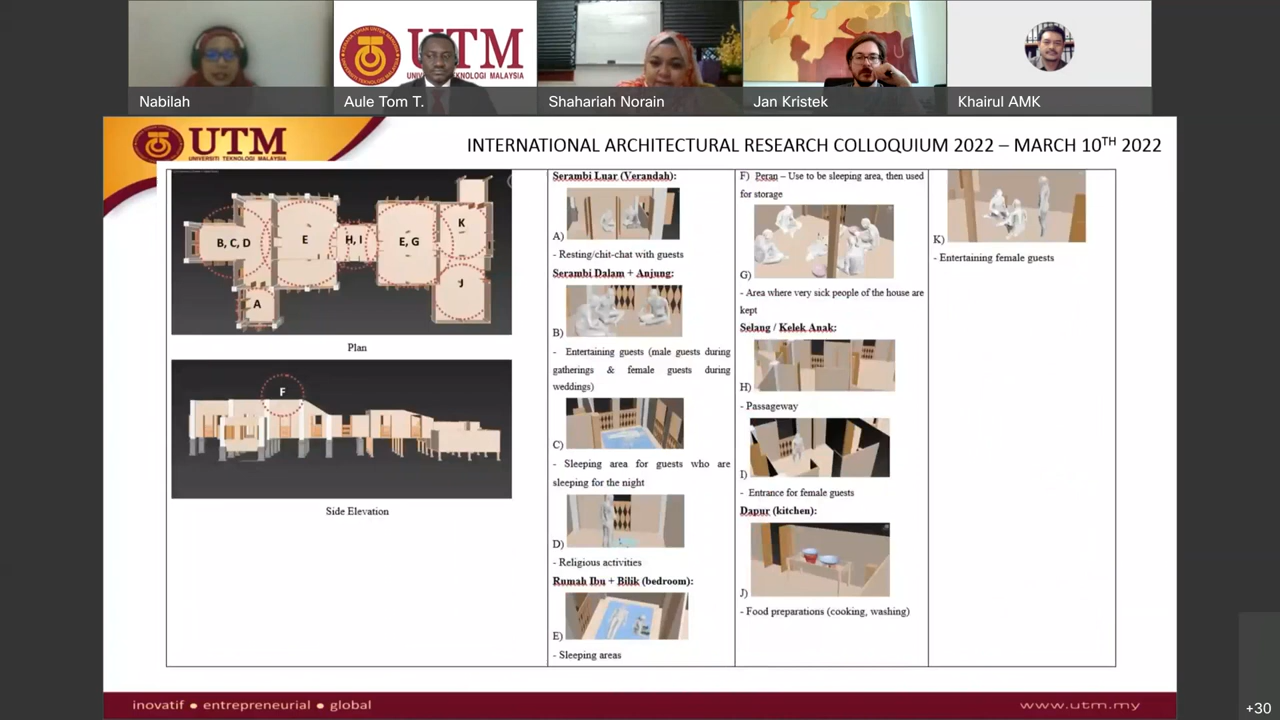 UTM
UNIVERSITI TEKNOLOGI MALAYSIA
Nabilah
Aule Tom T.
Shahariah Norain
Jan Kristek
Khairul AMK
UTM
UNIVERSITI TEKNOLOGI MALAYSIA
INTERNATIONAL ARCHITECTURAL RESEARCH COLLOQUIUM 2022 – MARCH 10TH 2022
B, C, D
E
H, I
E, G
K
J
A
Plan
F
Side Elevation
Serambi Luar (Verandah):
A)
- Resting/chit-chat with guests
Serambi Dalam + Anjung:
B)
- Entertaining guests (male guests during
gatherings & female guests during
weddings)
C)
- Sleeping area for guests who are
sleeping for the night
D)
- Religious activities
Rumah Ibu + Bilik (bedroom):
E)
- Sleeping areas
F) Peran – Use to be sleeping area, then used
for storage
G)
- Area where very sick people of the house are
kept
Selang / Kelek Anak:
H)
- Passageway
I)
- Entrance for female guests
Dapur (kitchen):
J)
- Food preparations (cooking, washing)
K)
- Entertaining female guests
inovatif ● entrepreneurial ● global
www.utm.my
+30